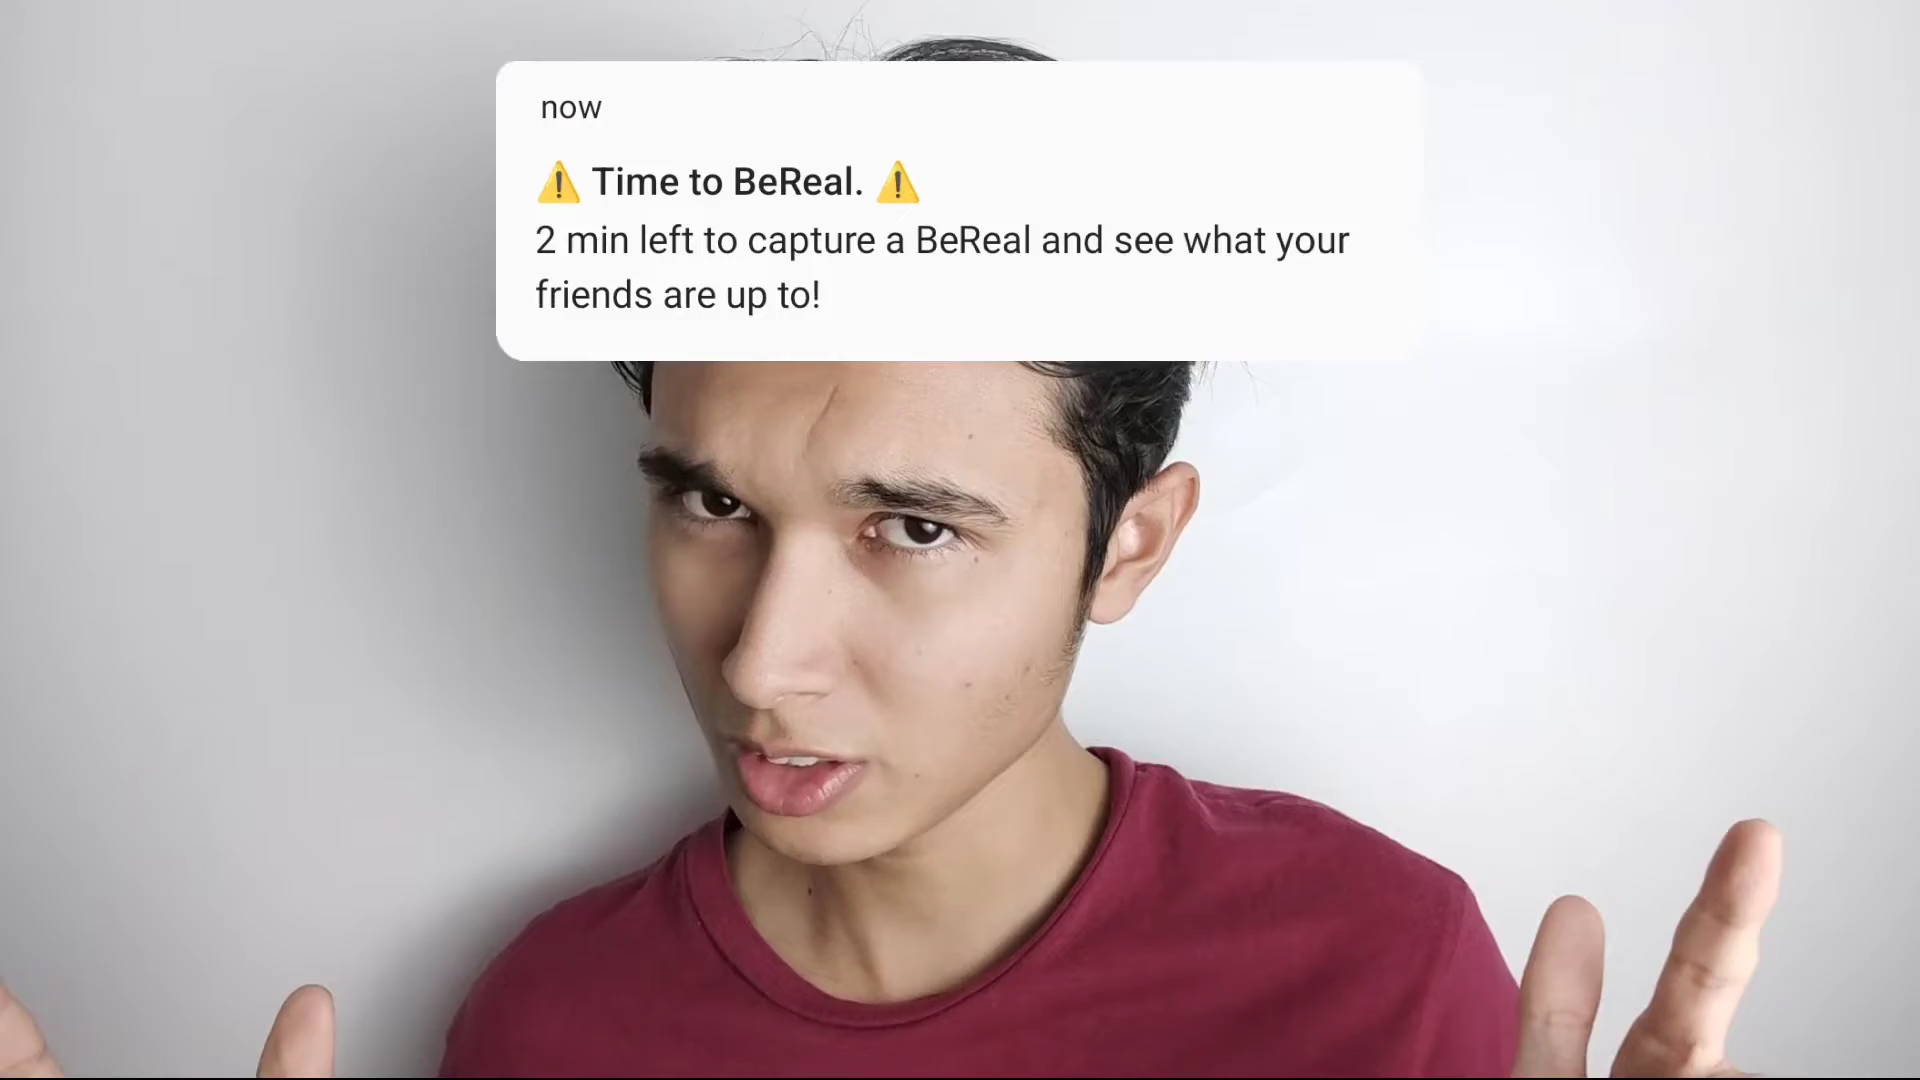 now
⚠️ Time to BeReal. ⚠️
2 min left to capture a BeReal and see what your
friends are up to!